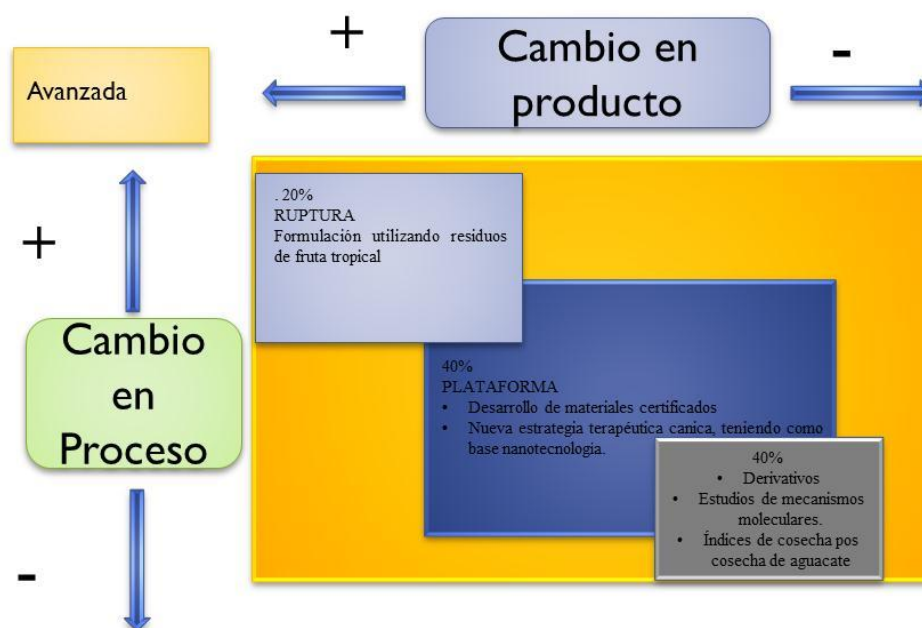 +
Cambio en
producto
-
Avanzada
. 20%
RUPTURA
Formulación utilizando residuos
de fruta tropical
+
Cambio
en
Proceso
-
40%
PLATAFORMA
• Desarrollo de materiales certificados
• Nueva estrategia terapéutica canica, teniendo como
base nanotecnología.
40%
• Derivativos
• Estudios de mecanismos
moleculares.
• Índices de cosecha pos
cosecha de aguacate